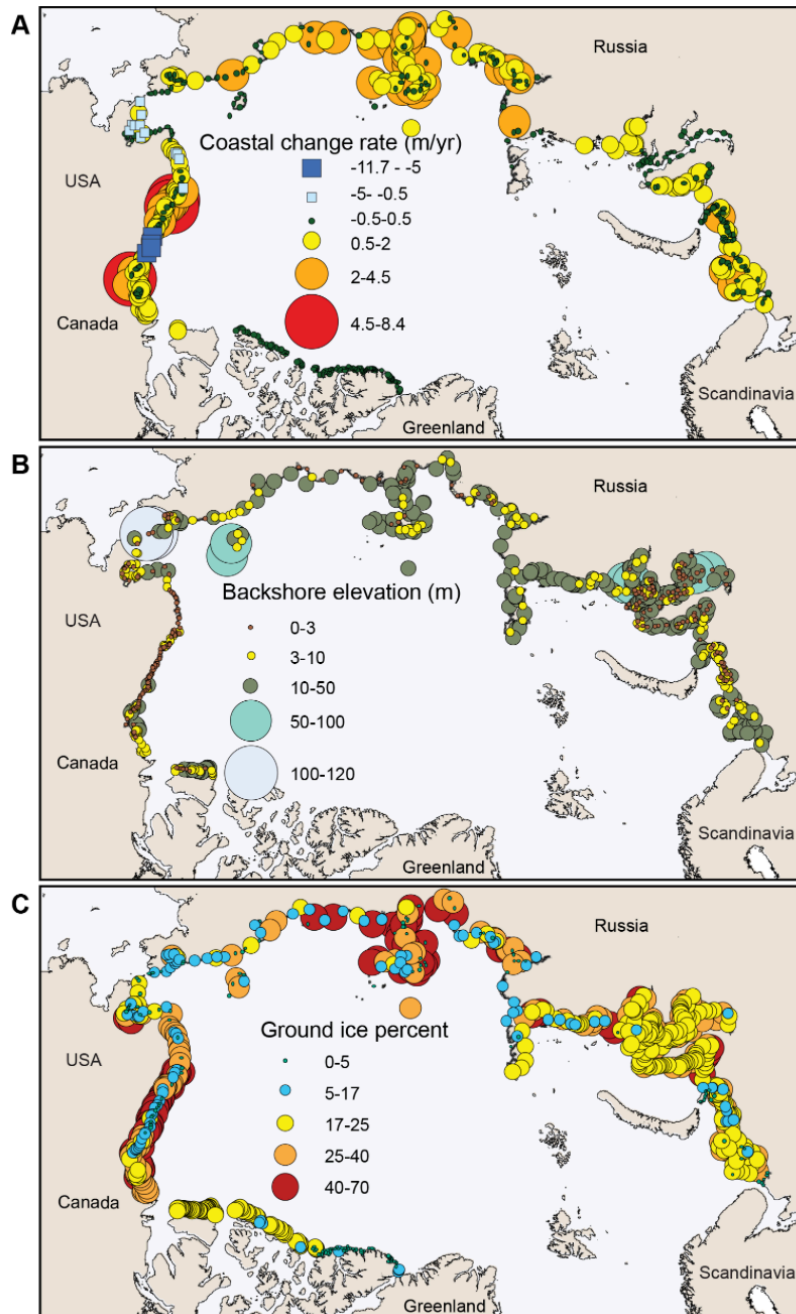 A
Russia
Coastal change rate (m/yr)
-11.7 - -5
USA
-5- -0.5
-0.5-0.5
0.5-2
2-4.5
Canada
4.5-8.4
Scandinavia
Greenland
B
Russia
Backshore elevation (m)
USA
0-3
3-10
10-50
50-100
Canada
100-120
Scandinavia
Greenland
C
Russia
Ground ice percent
USA
0-5
5-17
17-25
25-40
40-70
Canada
Scandinavia
Greenland